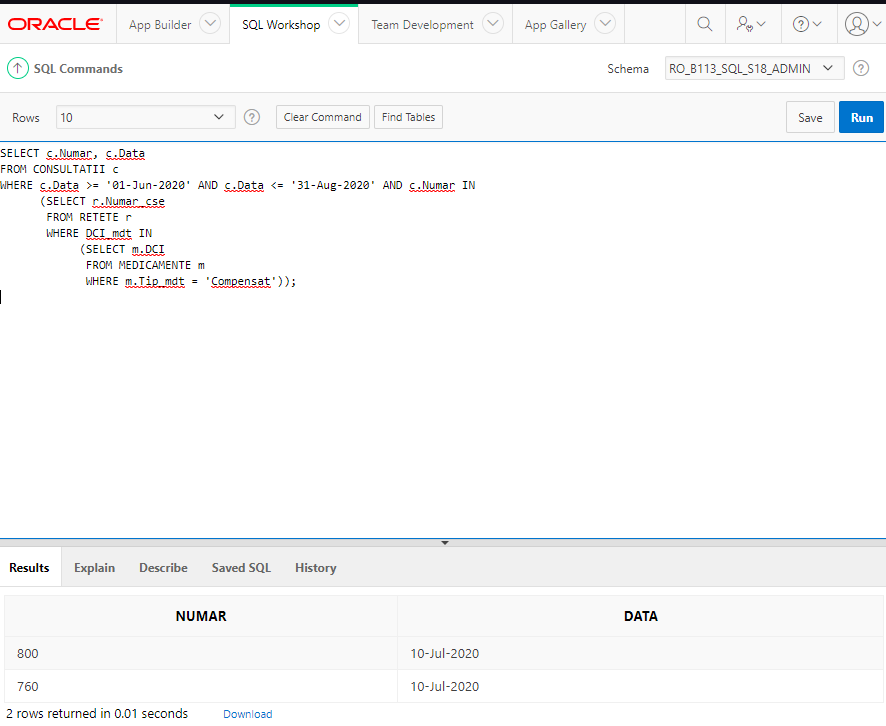 ORACLE® App Builder SQL Workshop Team Development App Gallery
SQL Commands Schema RO_B113_SQL_S18_ADMIN
Rows 10 Clear Command Find Tables Save Run
SELECT c.Numar, c.Data
FROM CONSULTATII c
WHERE c.Data >= '01-Jun-2020' AND c.Data <= '31-Aug-2020' AND c.Numar IN
(SELECT r.Numar_cse
FROM RETETE r
WHERE DCI_mdt IN
(SELECT m.DCI
FROM MEDICAMENTE m
WHERE m.Tip_mdt = 'Compensat'));
Results Explain Describe Saved SQL History
NUMAR DATA
800 10-Jul-2020
760 10-Jul-2020
2 rows returned in 0.01 seconds Download